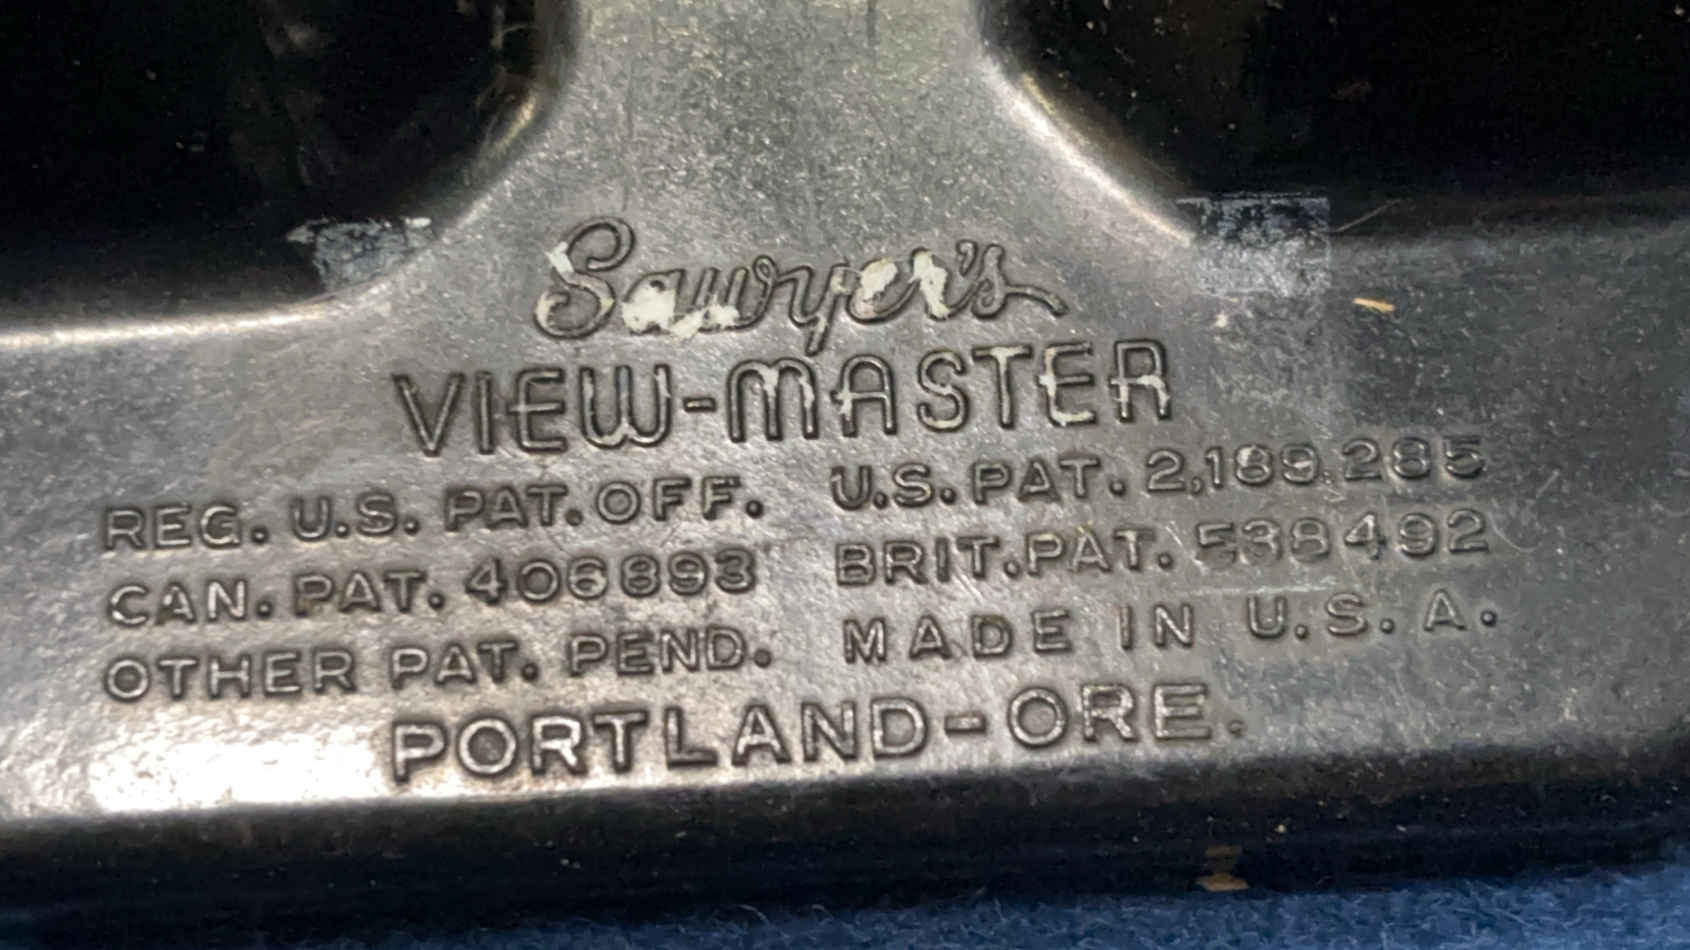 Sawyer's
VIEW-MASTER
REG. U.S. PAT. OFF. U.S. PAT. 2,189,285
CAN. PAT. 406893 BRIT. PAT. 538492
OTHER PAT. PEND. MADE IN U.S.A.
PORTLAND-ORE.